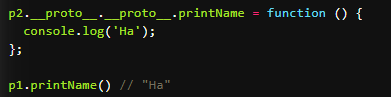 p2.__proto__.__proto__.printName = function () {
  console.log('Ha');
};
p1.printName() // "Ha"